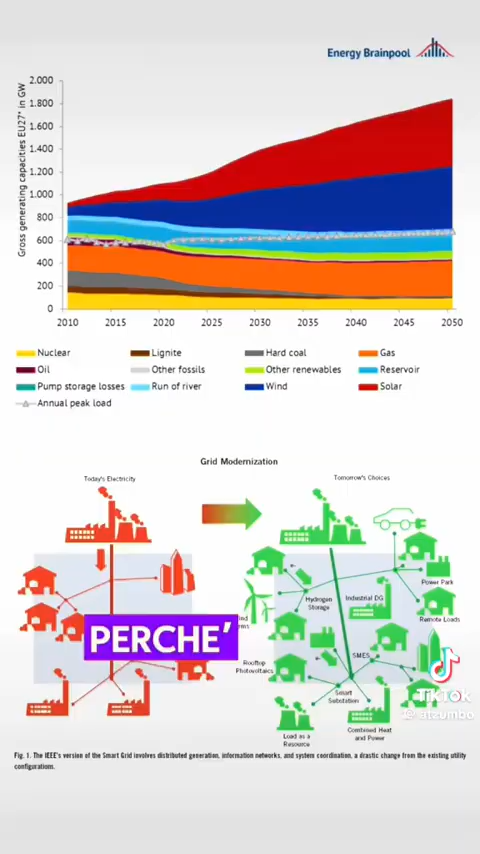 Energy Brainpool
Gross generating capacities EU27* in GW
2.000
1.800
1.600
1.400
1.200
1.000
800
600
400
200
0
2010 2015 2020 2025 2030 2035 2040 2045 2050
Nuclear Lignite Hard coal Gas
Oil Other fossils Other renewables Reservoir
Pump storage losses Run of river Wind Solar
Annual peak load
Grid Modernization
Today's Electricity Tomorrow's Choices
Power Park
Hydrogen
Storage
Industrial DG
Remote Loads
PERCHE'
Rooftop
Photovoltaics
SMES
Smart
Substation
Load as a
Resource
Combined Heat
and Power
TikTok
Fig. 1. The IEEE's version of the Smart Grid involves distributed generation, information networks, and system coordination, a drastic change from the existing utility
configurations.